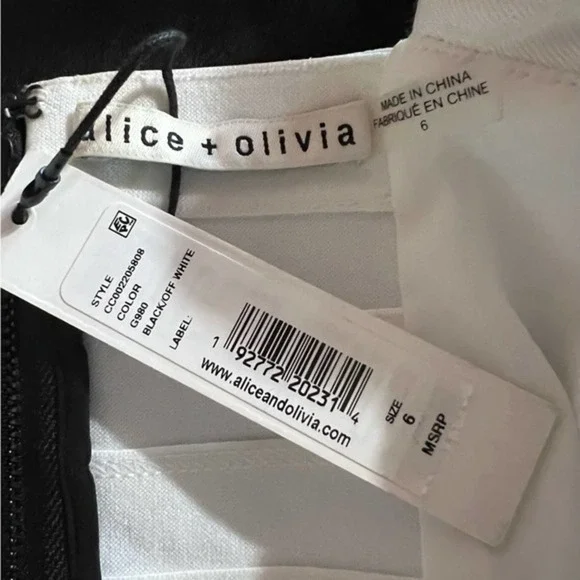 alice + olivia
MADE IN CHINA
FABRIQUÉ EN CHINE
6
STYLE
CC002205808
COLOR
G980
BLACK/OFF WHITE
LABEL:
1 92772 20231 4
www.aliceandolivia.com
SIZE
6
MSRP